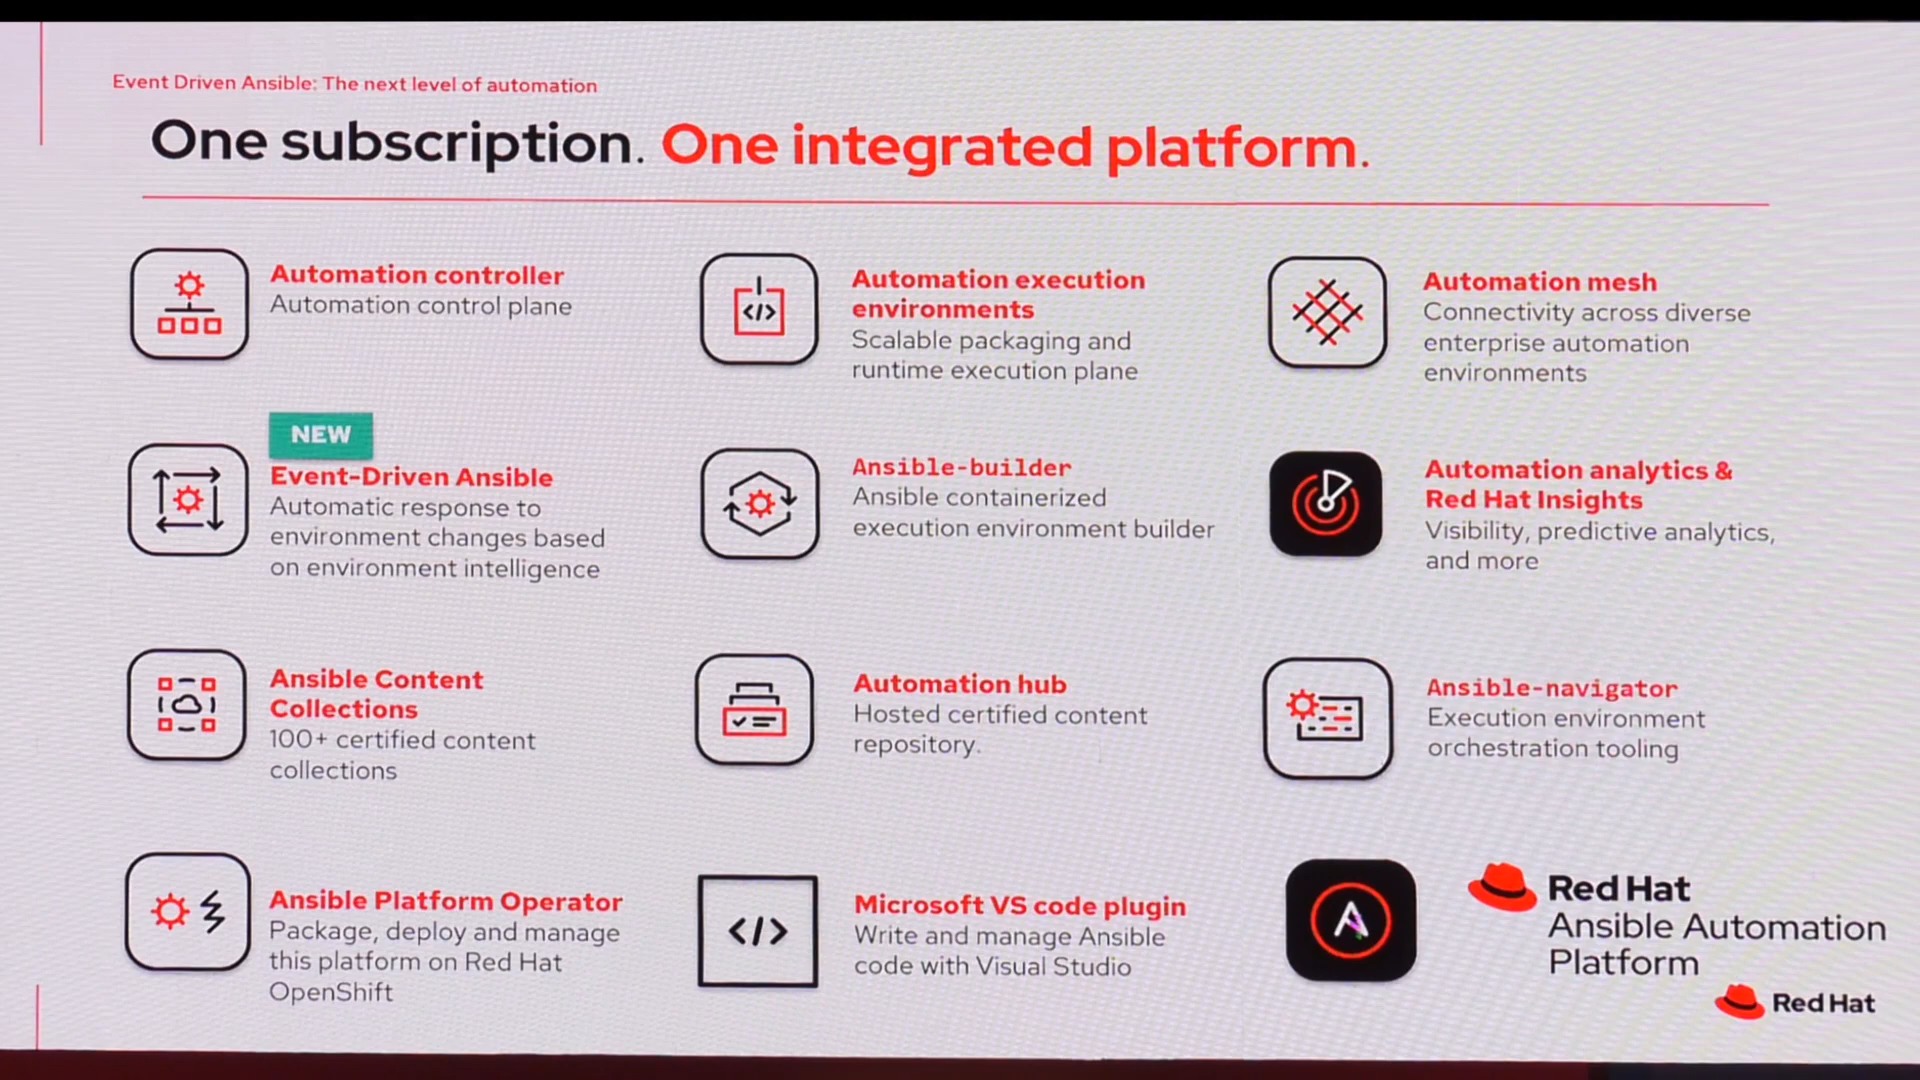 Event Driven Ansible: The next level of automation
One subscription. One integrated platform.
Automation controller
Automation control plane
Automation execution
environments
Scalable packaging and
runtime execution plane
Automation mesh
Connectivity across diverse
enterprise automation
environments
NEW
Event-Driven Ansible
Automatic response to
environment changes based
on environment intelligence
Ansible-builder
Ansible containerized
execution environment builder
Automation analytics &
Red Hat Insights
Visibility, predictive analytics,
and more
Ansible Content
Collections
100+ certified content
collections
Automation hub
Hosted certified content
repository.
Ansible-navigator
Execution environment
orchestration tooling
Ansible Platform Operator
Package, deploy and manage
this platform on Red Hat
OpenShift
</>
Microsoft VS code plugin
Write and manage Ansible
code with Visual Studio
Red Hat
Ansible Automation
Platform
Red Hat